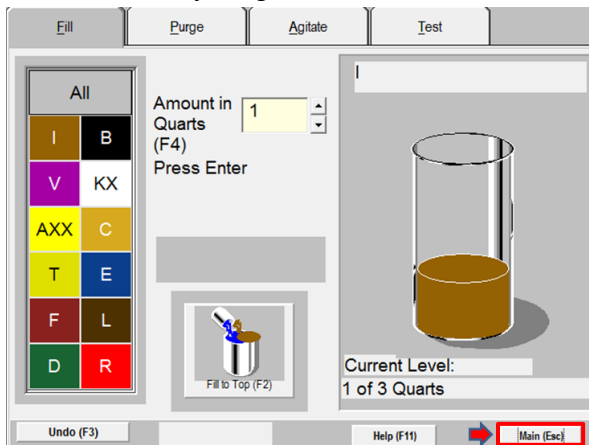 Fill Purge Agitate Test
All
I B
V KX
AXX C
T E
F L
D R
Amount in
Quarts
(F4)
Press Enter
1
Fill to Top (F2)
I
Current Level:
1 of 3 Quarts
Undo (F3) Help (F11) Main (Esc)